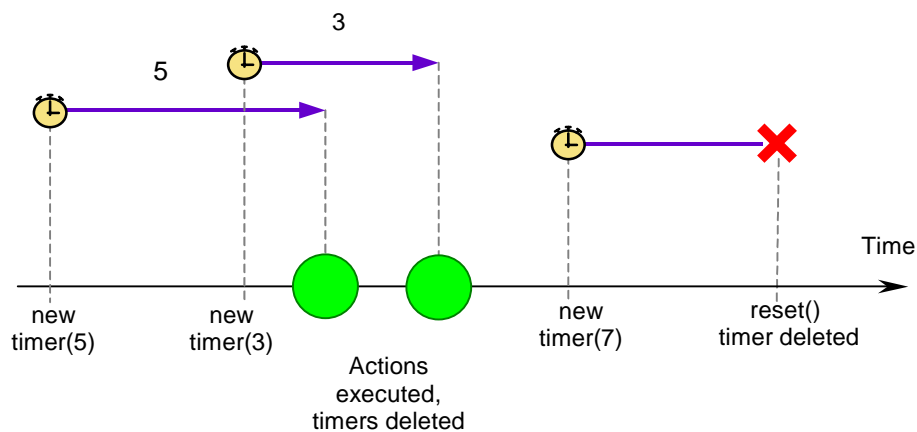 3
5
Time
new
timer(5)
new
timer(3)
Actions
executed,
timers deleted
new
timer(7)
reset()
timer deleted